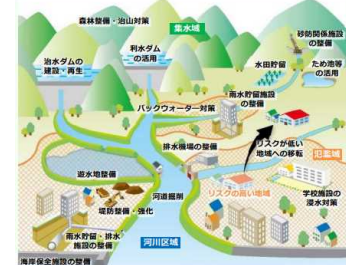 森林整備・治山対策
集水域
砂防関係施設
の整備
治水ダムの
建設・再生
利水ダム
の活用
水田貯留
ため池等
の活用
雨水貯留施設
の整備
バックウォーター対策
リスクが低い
地域への移転
排水機場の整備
氾濫域
遊水地整備
河道掘削
リスクの高い地域
学校施設の
浸水対策
堤防整備・強化
雨水貯留・排水
施設の整備
河川区域
海岸保全施設の整備